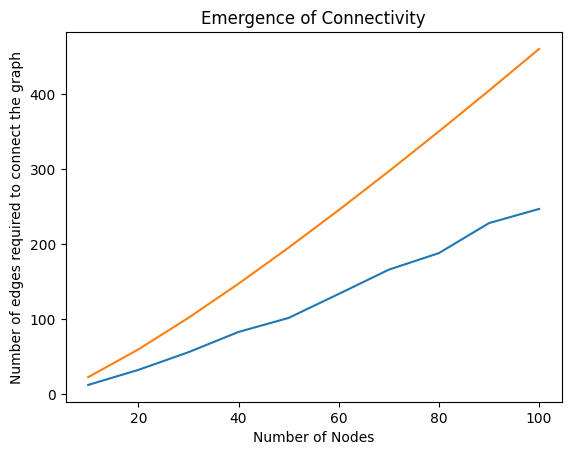 Emergence of Connectivity
Number of edges required to connect the graph
400
300
200
100
0
20 40 60 80 100
Number of Nodes